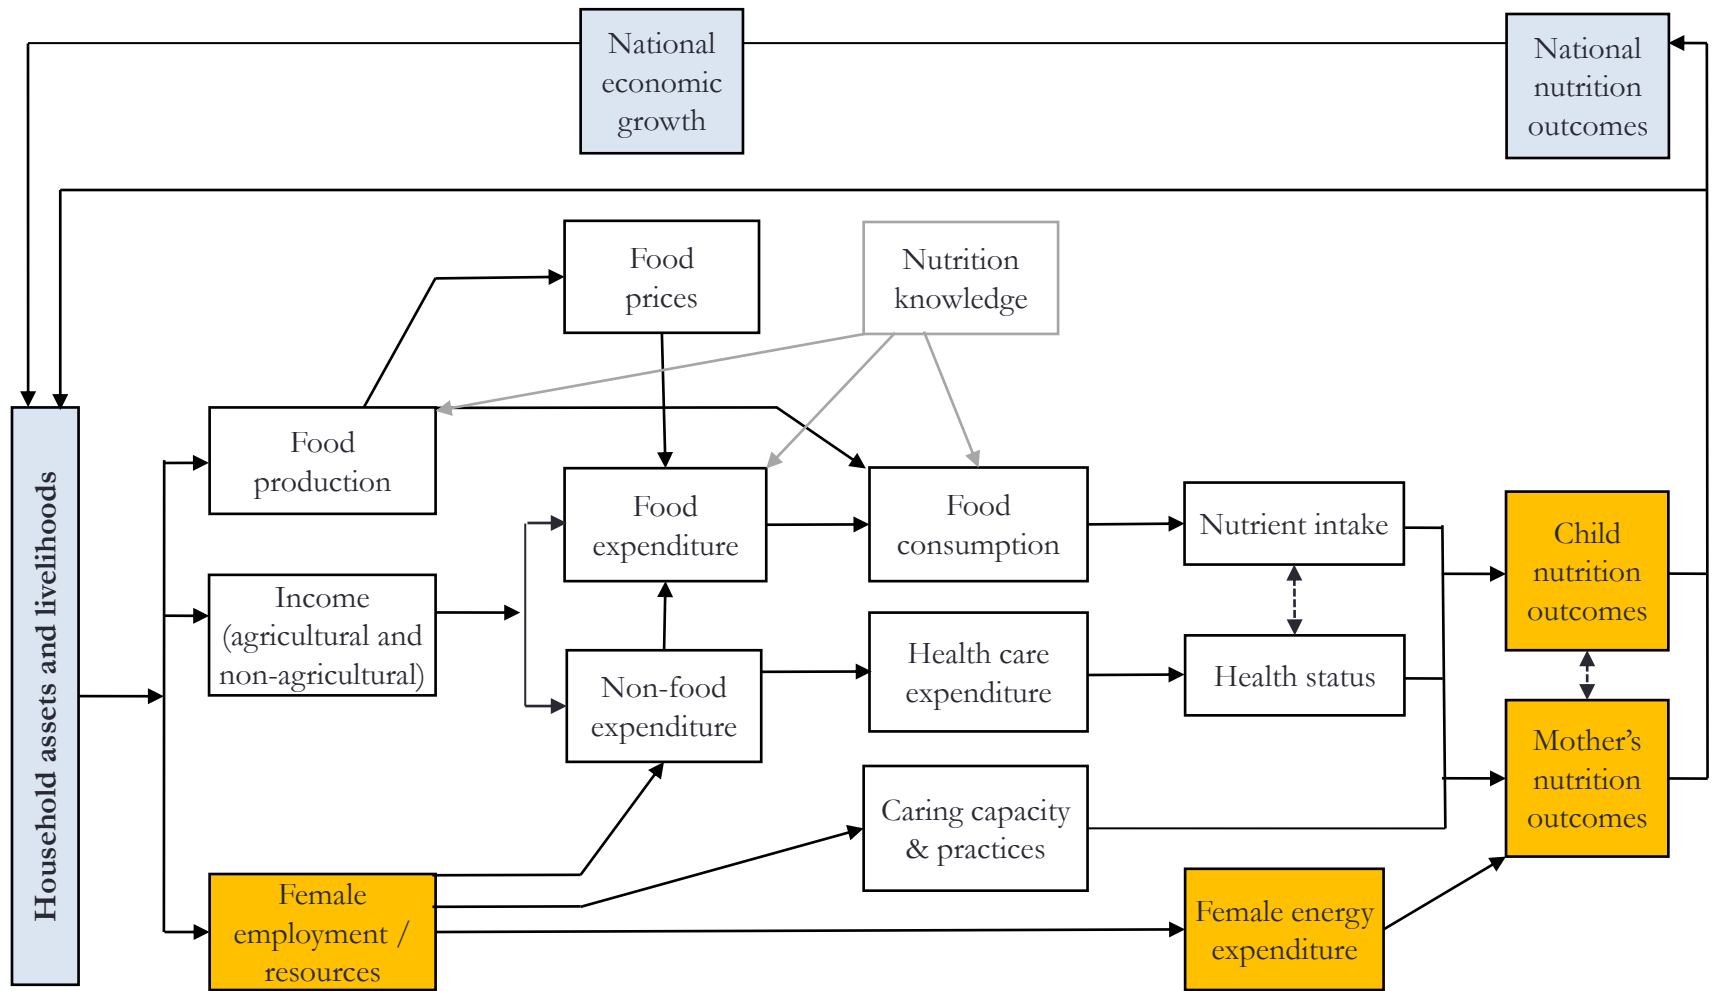 National
economic
growth
National
nutrition
outcomes
Food
prices
Nutrition
knowledge
Household assets and livelihoods
Food
production
Food
expenditure
Food
consumption
Nutrient intake
Child
nutrition
outcomes
Income
(agricultural and
non-agricultural)
Non-food
expenditure
Health care
expenditure
Health status
Mother’s
nutrition
outcomes
Caring capacity
& practices
Female
employment /
resources
Female energy
expenditure